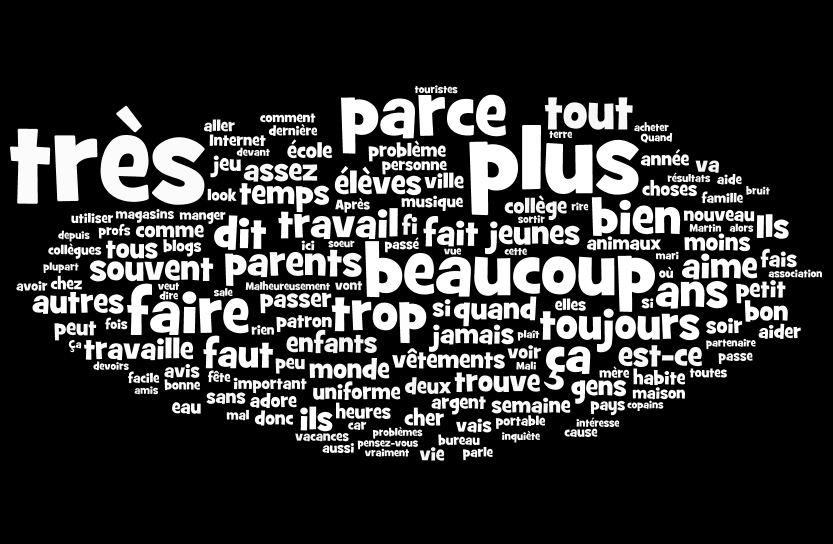 touristes
très
aller
comment
dernière
parce
tout
terre
acheter
Quand
Internet
devant
école
problème
personne
plus
année
va
jeu
assez
look
temps
élèves
ville
Après
musique
collège
rire
sortir
choses
résultats
aide
famille
bruit
utiliser
magasins
manger
depuis
profs
comme
dit
travail
fi
fait
jeunes
bien
nouveau
Martin
alors
Ils
collègues
tous
blogs
ici
soeur
passé
vue
cette
animaux
moins
plupart
souvent
parents
beaucoup
mari
où
aime
fais
association
avoir
chez
veut
dire
sale
Malheureusement
vont
ans
petit
autres
faire
passer
trop
si
quand
elles
si
bon
peut
fois
rien
patron
jamais
plaît
toujours
soir
aider
Ça
travaille
faut
enfants
peu
monde
vêtements
voir
Mali
ça
est-ce
partenaire
passe
devoirs
facile
amis
avis
bonne
fête
important
uniforme
deux
trouve
gens
mère
habite
toutes
maison
eau
sans
adore
mal
donc
ils
heures
car
cher
argent
semaine
pays
copains
vacances
problèmes
vais
portable
intéresse
cause
aussi
pensez-vous
vraiment
vie
bureau
parle
inquiète